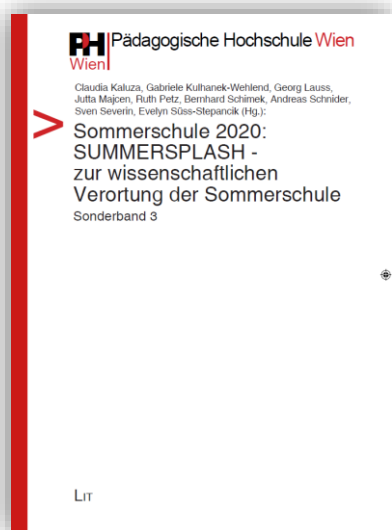 PH Pädagogische Hochschule Wien
Wien
Claudia Kaluza, Gabriele Kulhanek-Wehlend, Georg Lauss,
Jutta Majcen, Ruth Petz, Bernhard Schimek, Andreas Schnider,
Sven Severin, Evelyn Süss-Stepancik (Hg.):
> Sommerschule 2020:
SUMMERSPLASH -
zur wissenschaftlichen
Verortung der Sommerschule
Sonderband 3
LIT